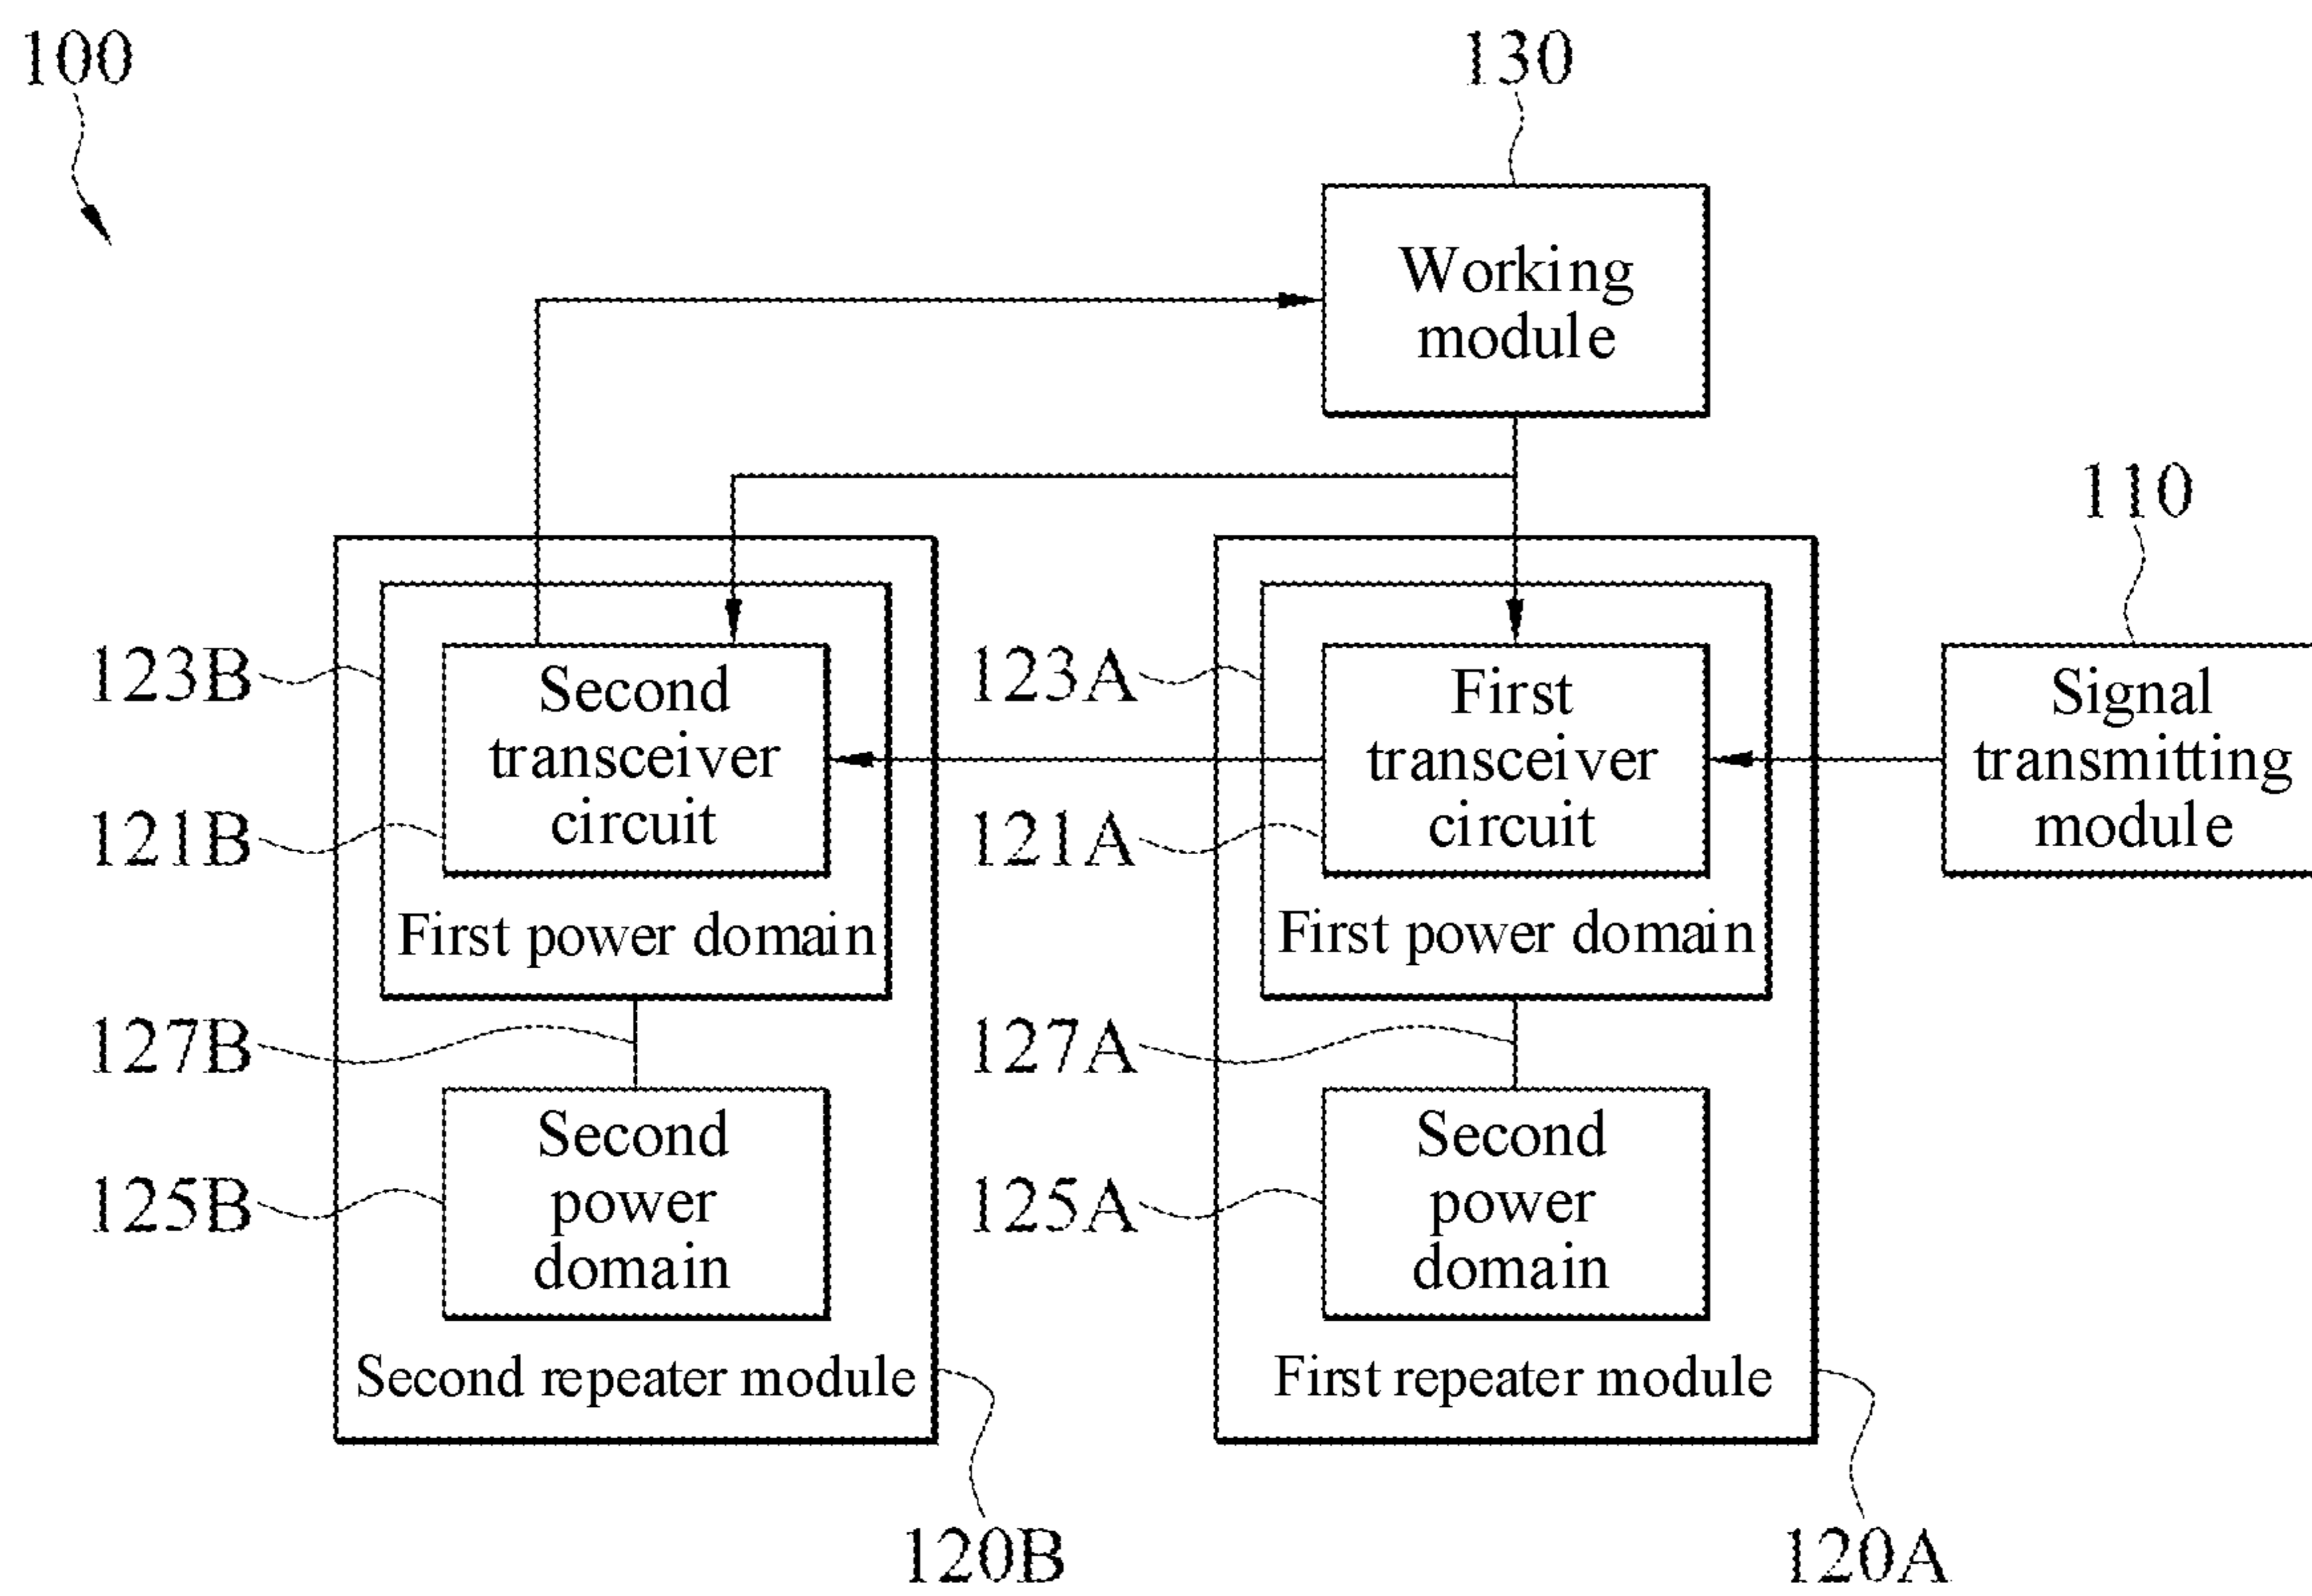 100
130
Working
module
110
123B
Second
transceiver
circuit
121B
First power domain
123A
First
transceiver
circuit
121A
First power domain
Signal
transmitting
module
127B
127A
125B
Second
power
domain
Second repeater module
125A
Second
power
domain
First repeater module
120B
120A